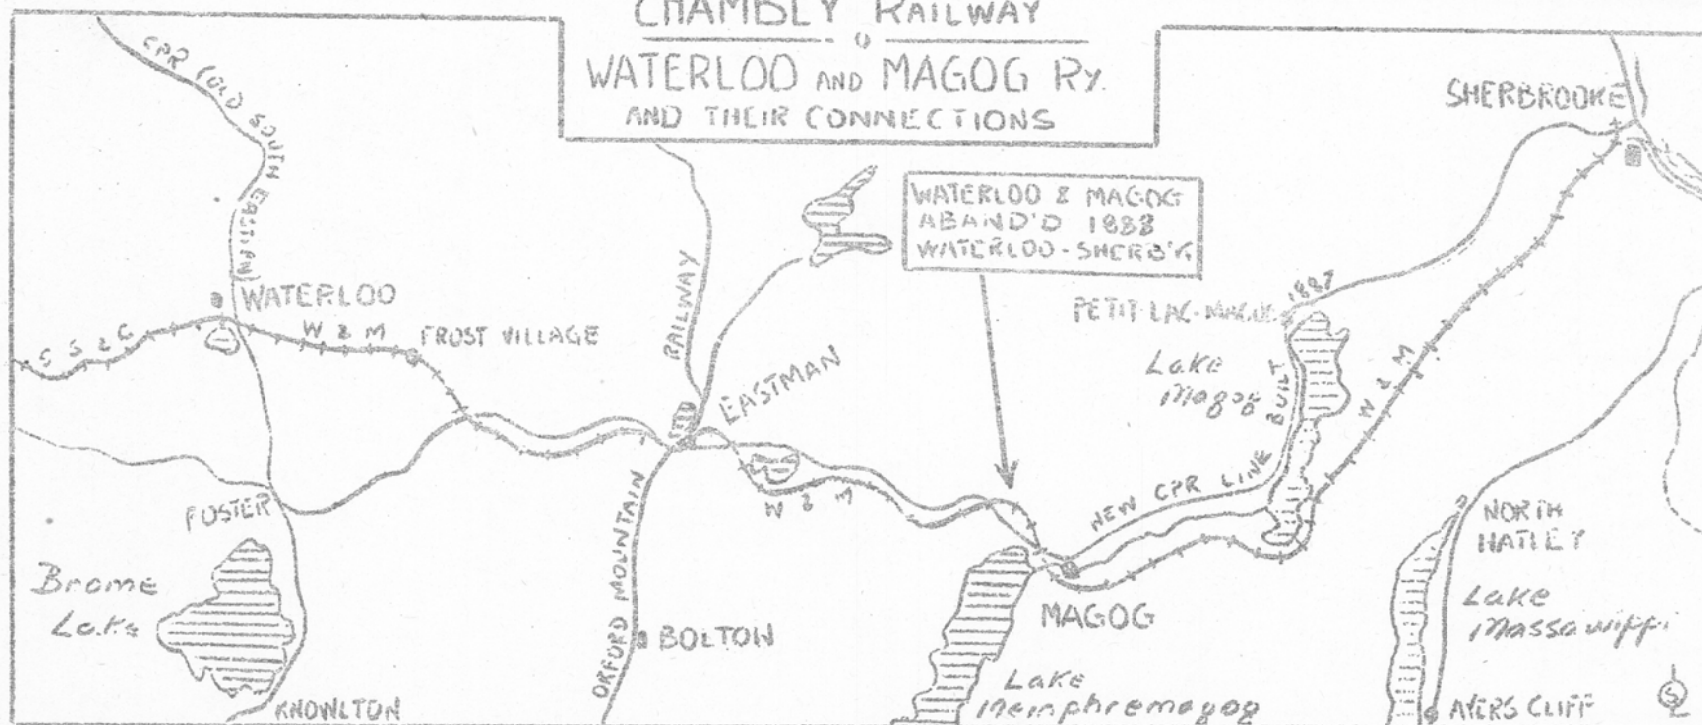 CHAMBLY RAILWAY
WATERLOO AND MAGOG RY.
AND THEIR CONNECTIONS
CPR (OLD SOUTH EASTERN)
SHERBROOKE
WATERLOO & MAGOG
ABAND'D 1888
WATERLOO-SHERB'K
WATERLOO
W & M
FROST VILLAGE
S S & C
RAILWAY
EASTMAN
PETIT-LAC-MAGOG
BUILT 1887
Lake
Magog
W & M
W & M
NEW CPR LINE
FOSTER
ORFORD MOUNTAIN
NORTH
HATLEY
Brome
Lake
BOLTON
MAGOG
Lake
Massawippi
Lake
Memphremagog
KNOWLTON
AYERS CLIFF
S